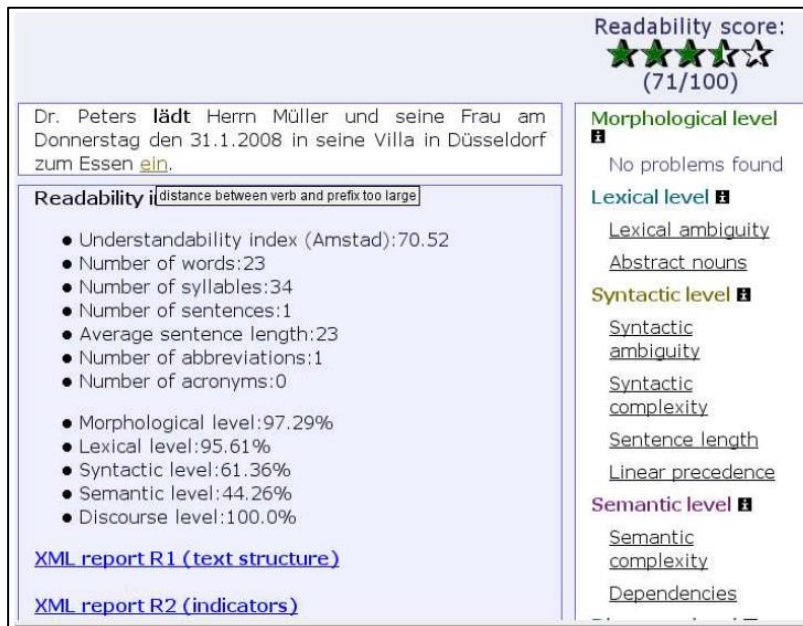 Readability score:
(71/100)
Dr. Peters lädt Herrn Müller und seine Frau am
Donnerstag den 31.1.2008 in seine Villa in Düsseldorf
zum Essen ein.
Readability
distance between verb and prefix too large
• Understandability index (Amstad):70.52
• Number of words:23
• Number of syllables:34
• Number of sentences:1
• Average sentence length:23
• Number of abbreviations:1
• Number of acronyms:0
• Morphological level:97.29%
• Lexical level:95.61%
• Syntactic level:61.36%
• Semantic level:44.26%
• Discourse level:100.0%
XML report R1 (text structure)
XML report R2 (indicators)
Morphological level
i
No problems found
Lexical level i
Lexical ambiguity
Abstract nouns
Syntactic level i
Syntactic
ambiguity
Syntactic
complexity
Sentence length
Linear precedence
Semantic level i
Semantic
complexity
Dependencies